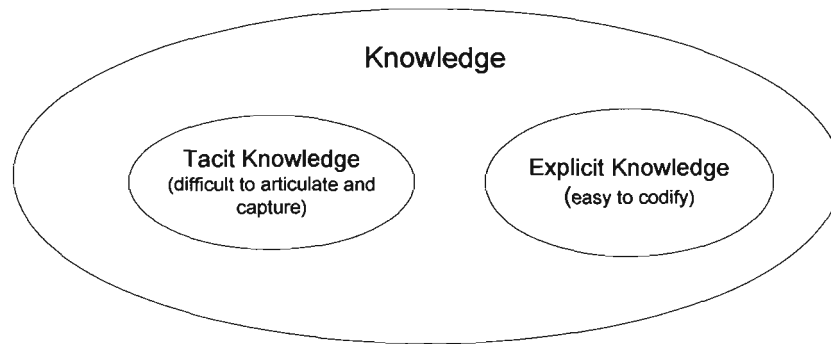 Knowledge
Tacit Knowledge
(difficult to articulate and
capture)
Explicit Knowledge
(easy to codify)